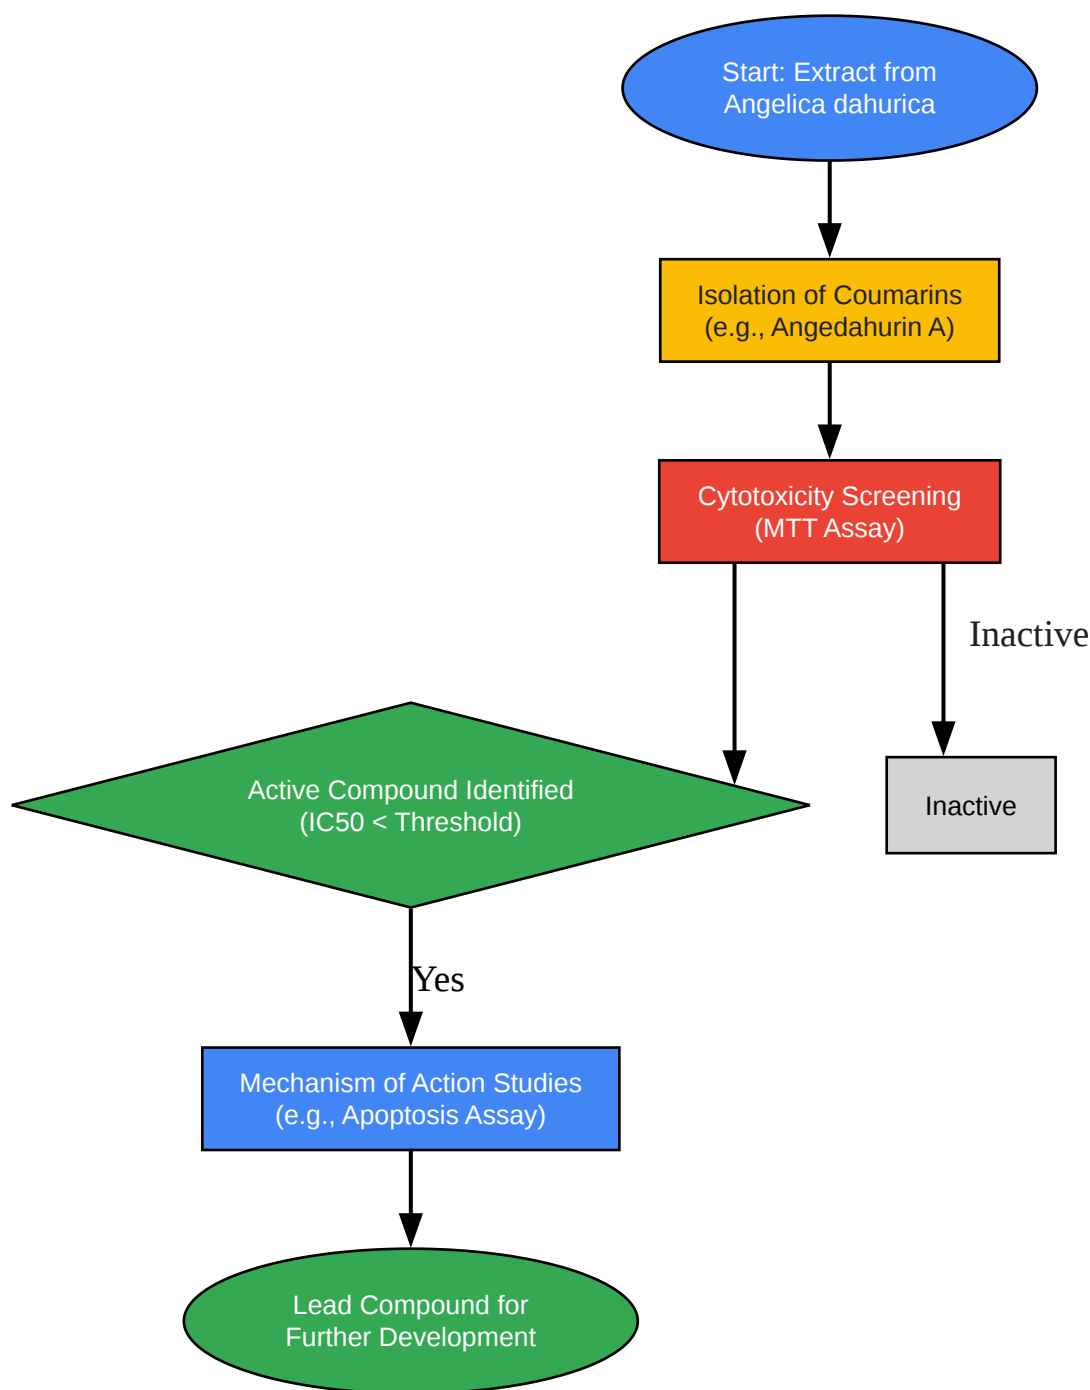 Start: Extract from
Angelica dahurica
Isolation of Coumarins
(e.g., Angedahurin A)
Cytotoxicity Screening
(MTT Assay)
Inactive
Active Compound Identified
(IC50 < Threshold)
Inactive
Yes
Mechanism of Action Studies
(e.g., Apoptosis Assay)
Lead Compound for
Further Development